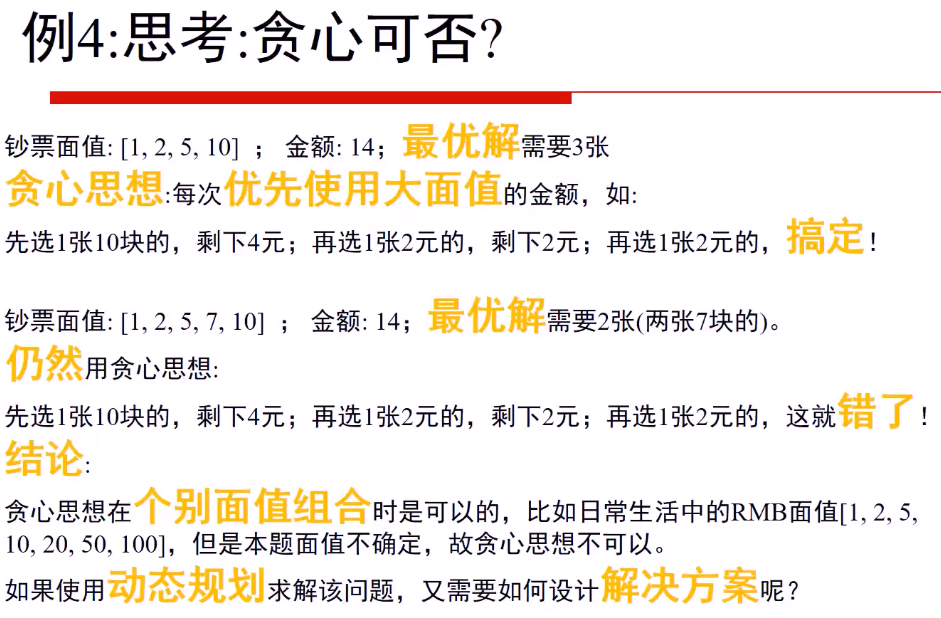 例4:思考:贪心可否?
钞票面值: [1, 2, 5, 10] ； 金额: 14；最优解需要3张
贪心思想:每次优先使用大面值的金额，如:
先选1张10块的，剩下4元；再选1张2元的，剩下2元；再选1张2元的，搞定！
钞票面值: [1, 2, 5, 7, 10] ； 金额: 14；最优解需要2张(两张7块的)。
仍然用贪心思想:
先选1张10块的，剩下4元；再选1张2元的，剩下2元；再选1张2元的，这就错了！
结论:
贪心思想在个别面值组合时是可以的，比如日常生活中的RMB面值[1, 2, 5,
10, 20, 50, 100]，但是本题面值不确定，故贪心思想不可以。
如果使用动态规划求解该问题，又需要如何设计解决方案呢？